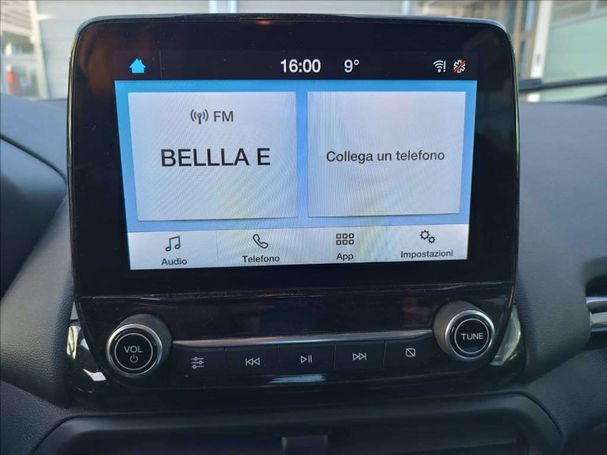 16:00 9°
FM
BELLLA E
Collega un telefono
Audio Telefono App Impostazioni
VOL
TUNE